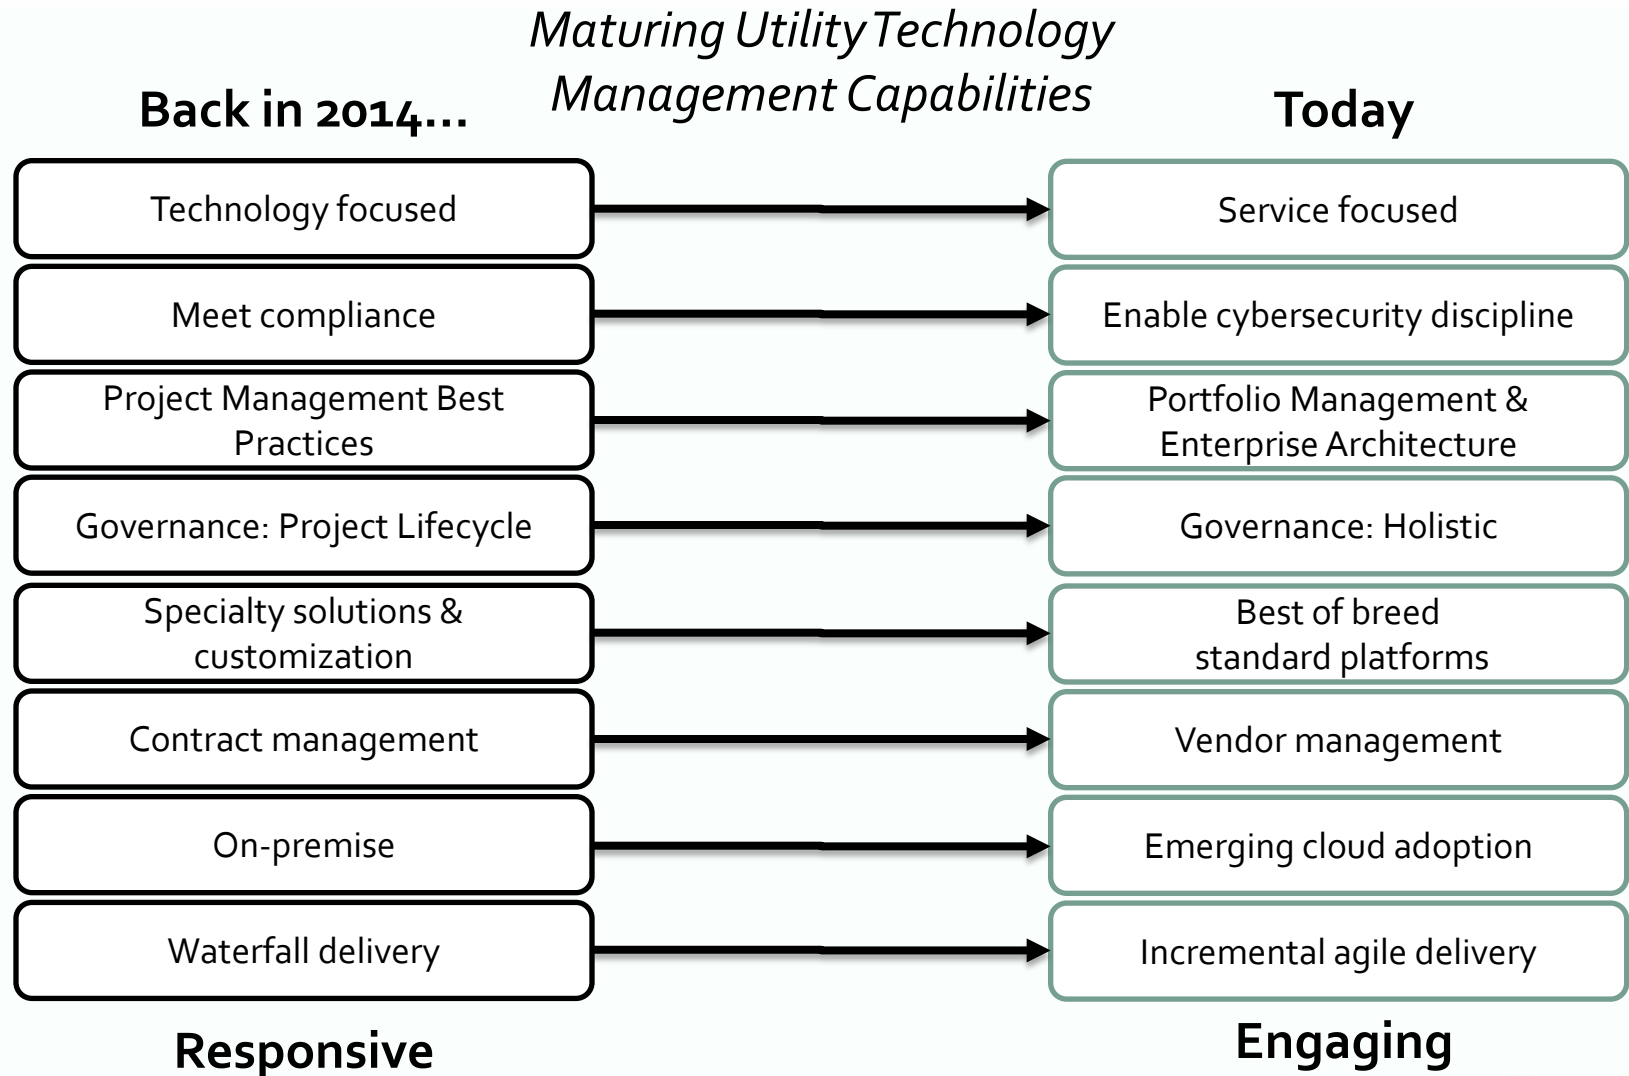 Maturing Utility Technology
Management Capabilities
Back in 2014...
Today
Technology focused
Service focused
Meet compliance
Enable cybersecurity discipline
Project Management Best
Practices
Portfolio Management &
Enterprise Architecture
Governance: Project Lifecycle
Governance: Holistic
Specialty solutions &
customization
Best of breed
standard platforms
Contract management
Vendor management
On-premise
Emerging cloud adoption
Waterfall delivery
Incremental agile delivery
Responsive
Engaging